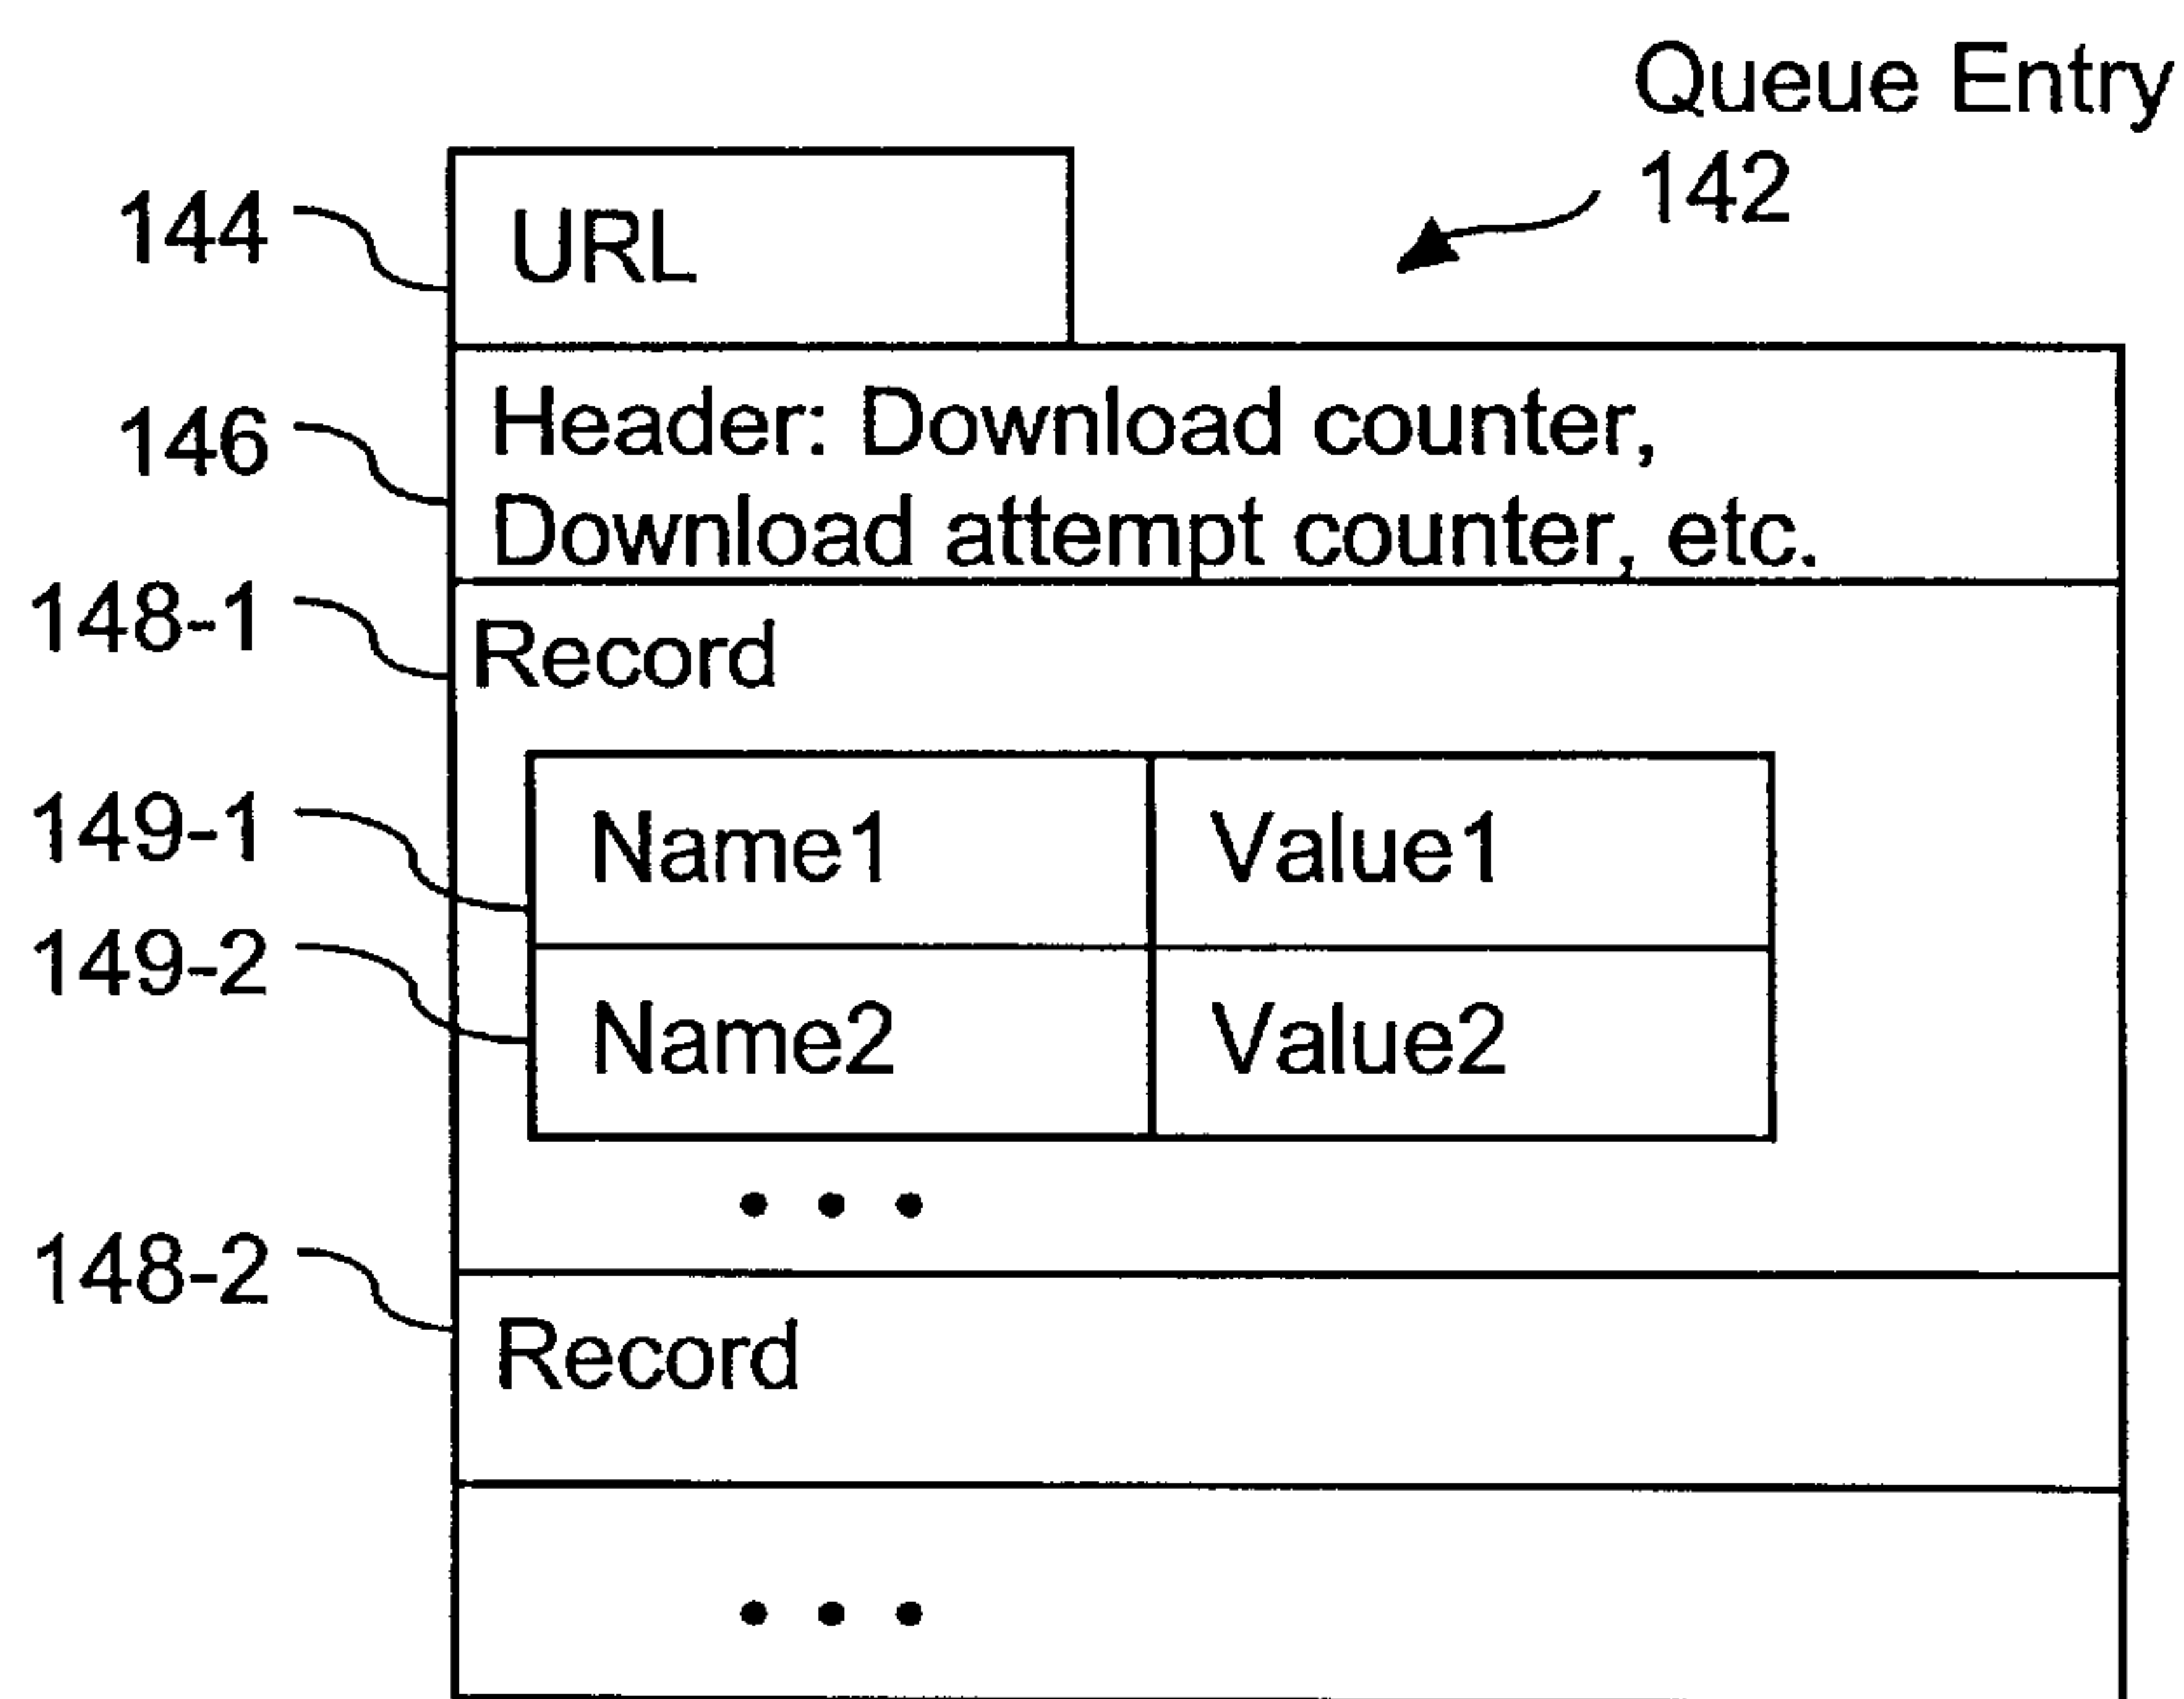 Queue Entry
142
144
URL
146
Header: Download counter,
Download attempt counter, etc.
148-1
Record
149-1
Name1 Value1
149-2
Name2 Value2
• • •
148-2
Record
• • •